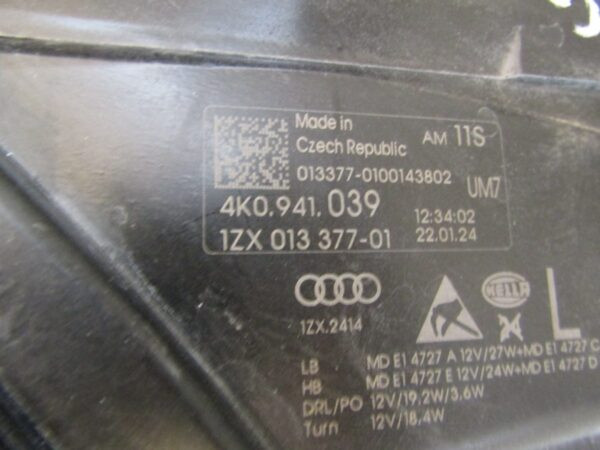 Made in
Czech Republic
AM 11S
013377-0100143802
UM7
4K0.941.039
12:34:02
1ZX 013 377-01
22.01.24
HELLA
L
1ZX.2414
LB MD E1 4727 A 12V/27W+MD E1 4727 C
HB MD E1 4727 E 12V/24W+MD E1 4727 D
DRL/PO 12V/19,2W/3,6W
Turn 12V/18,4W